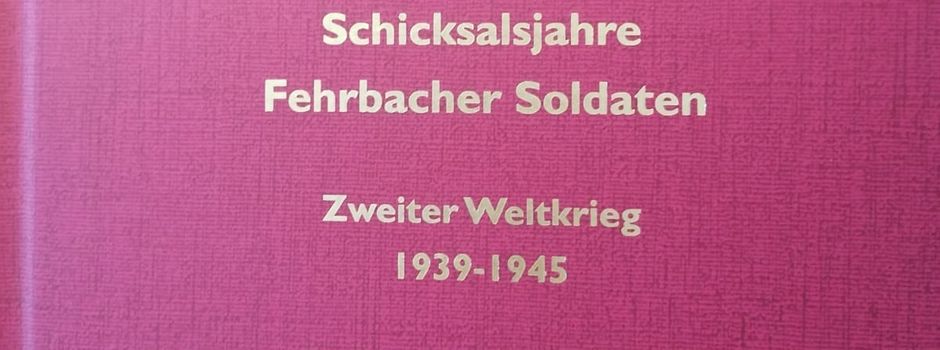 Schicksalsjahre
Fehrbacher Soldaten
Zweiter Weltkrieg
1939-1945